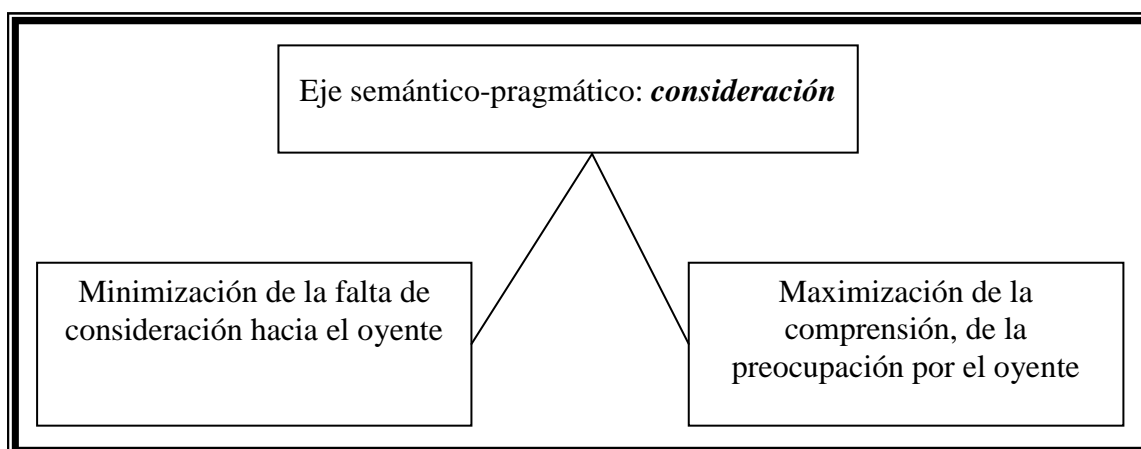 Eje semántico-pragmático: consideración
Minimización de la falta de
consideración hacia el oyente
Maximización de la
comprensión, de la
preocupación por el oyente